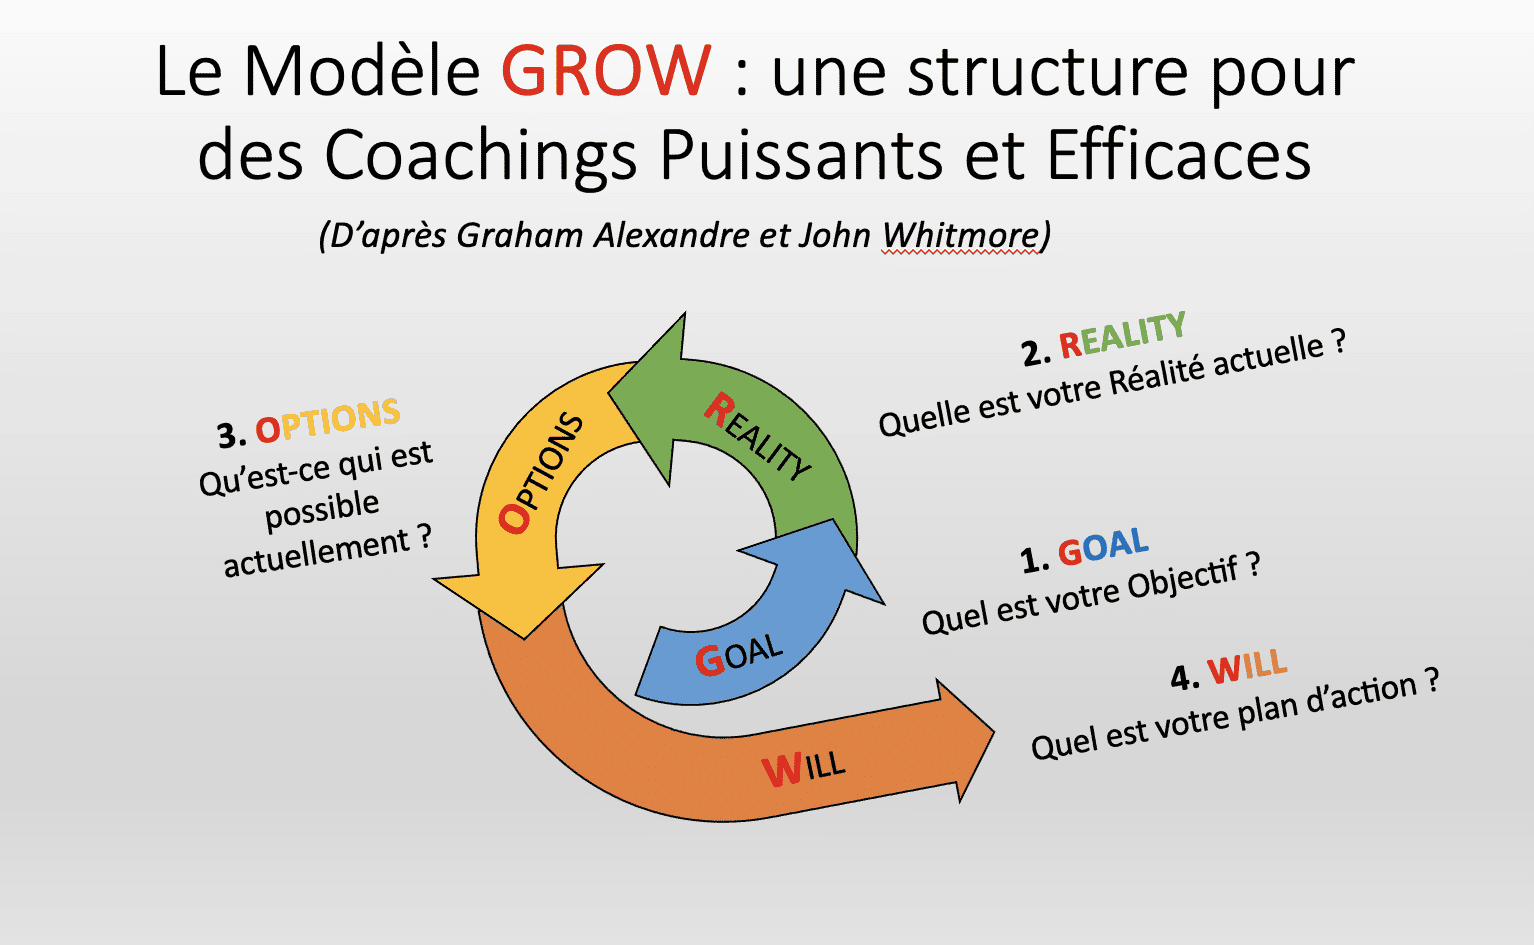 Le Modèle GROW : une structure pour
des Coachings Puissants et Efficaces
(D’après Graham Alexandre et John Whitmore)
2. REALITY
Quelle est votre Réalité actuelle ?
3. OPTIONS
Qu’est-ce qui est
possible
actuellement ?
REALITY
OPTIONS
1. GOAL
Quel est votre Objectif ?
GOAL
4. WILL
Quel est votre plan d’action ?
WILL